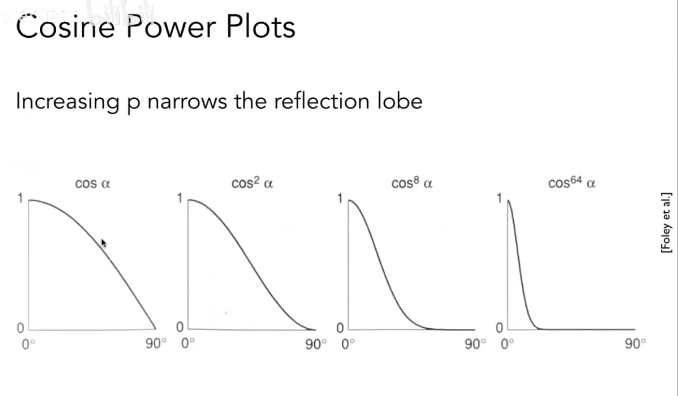 Cosine Power Plots
Increasing p narrows the reflection lobe
cos α
cos² α
cos⁸ α
cos⁶⁴ α
1
1
1
1
0
0
0
0
0°
90°
0°
90°
0°
90°
0°
90°
[Foley et al.]